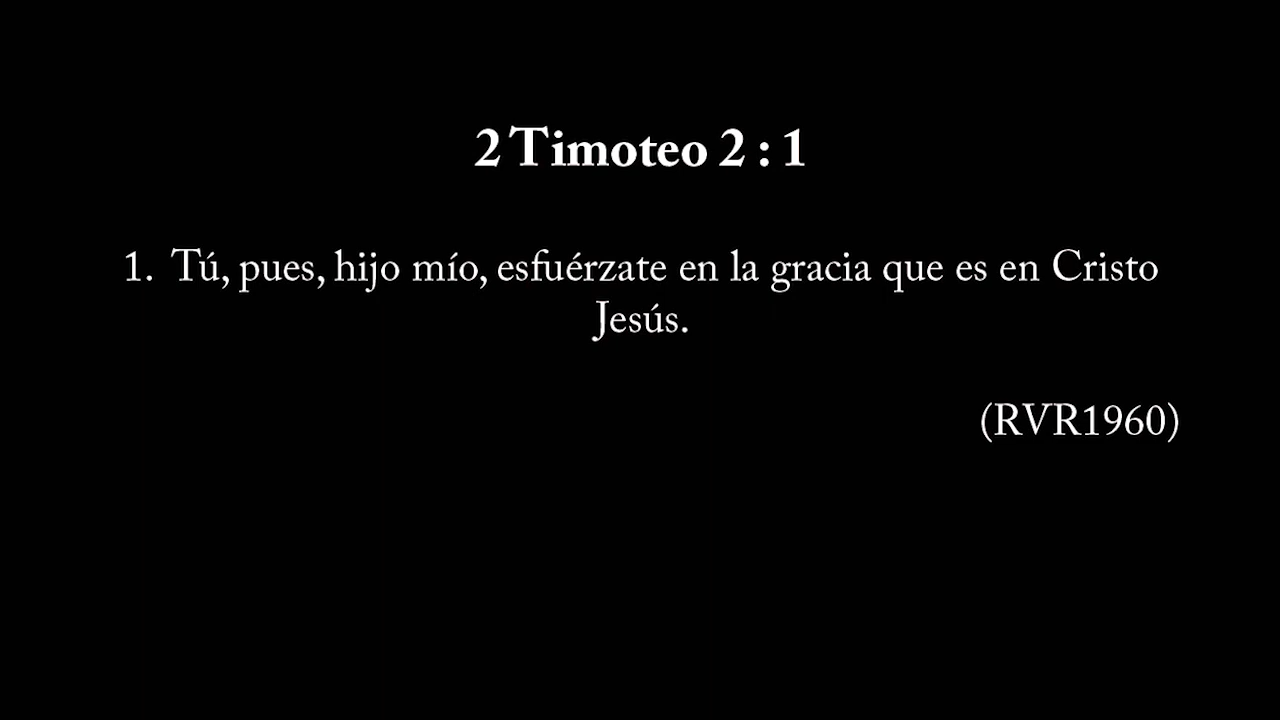 2 Timoteo 2 : 1
1. Tú, pues, hijo mío, esfuérzate en la gracia que es en Cristo
Jesús.
(RVR1960)